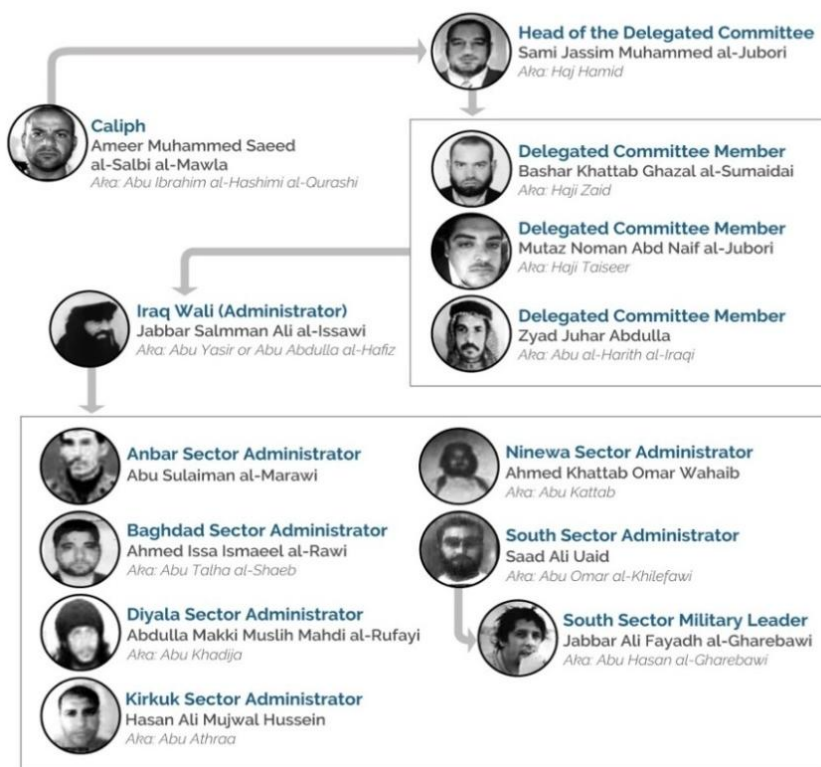 Head of the Delegated Committee
Sami Jassim Muhammed al-Jubori
Aka: Haj Hamid
Caliph
Ameer Muhammed Saeed
al-Salbi al-Mawla
Aka: Abu Ibrahim al-Hashimi al-Qurashi
Delegated Committee Member
Bashar Khattab Ghazal al-Sumaidai
Aka: Haji Zaid
Delegated Committee Member
Mutaz Noman Abd Naif al-Jubori
Aka: Haji Taiseer
Delegated Committee Member
Zyad Juhar Abdulla
Aka: Abu al-Harith al-Iraqi
Iraq Wali (Administrator)
Jabbar Salmman Ali al-Issawi
Aka: Abu Yasir or Abu Abdulla al-Hafiz
Anbar Sector Administrator
Abu Sulaiman al-Marawi
Baghdad Sector Administrator
Ahmed Issa Ismaeel al-Rawi
Aka: Abu Talha al-Shaeb
Diyala Sector Administrator
Abdulla Makki Muslih Mahdi al-Rufayi
Aka: Abu Khadija
Kirkuk Sector Administrator
Hasan Ali Mujwal Hussein
Aka: Abu Athraa
Ninewa Sector Administrator
Ahmed Khattab Omar Wahaib
Aka: Abu Kattab
South Sector Administrator
Saad Ali Uaid
Aka: Abu Omar al-Khilefawi
South Sector Military Leader
Jabbar Ali Fayadh al-Gharebawi
Aka: Abu Hasan al-Gharebawi